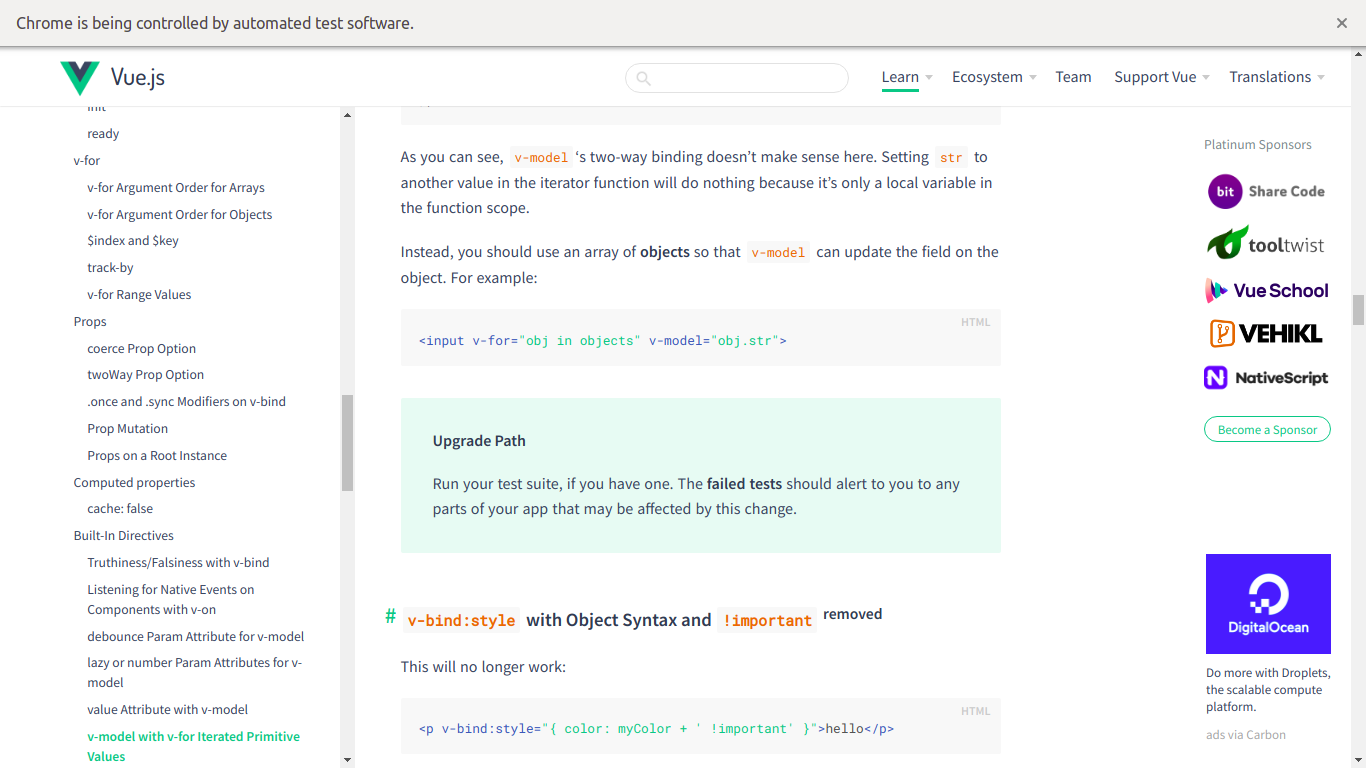 Chrome is being controlled by automated test software.
Vue.js
Learn
Ecosystem
Team
Support Vue
Translations
init
ready
v-for
v-for Argument Order for Arrays
v-for Argument Order for Objects
$index and $key
track-by
v-for Range Values
Props
coerce Prop Option
twoWay Prop Option
.once and .sync Modifiers on v-bind
Prop Mutation
Props on a Root Instance
Computed properties
cache: false
Built-In Directives
Truthiness/Falsiness with v-bind
Listening for Native Events on
Components with v-on
debounce Param Attribute for v-model
lazy or number Param Attributes for v-
model
value Attribute with v-model
v-model with v-for Iterated Primitive
Values
As you can see, v-model ‘s two-way binding doesn’t make sense here. Setting str to
another value in the iterator function will do nothing because it’s only a local variable in
the function scope.
Instead, you should use an array of objects so that v-model can update the field on the
object. For example:
HTML
<input v-for="obj in objects" v-model="obj.str">
Upgrade Path
Run your test suite, if you have one. The failed tests should alert to you to any
parts of your app that may be affected by this change.
# v-bind:style with Object Syntax and !important removed
This will no longer work:
HTML
<p v-bind:style="{ color: myColor + ' !important' }">hello</p>
Platinum Sponsors
bit Share Code
tooltwist
Vue School
VEHIKL
NativeScript
Become a Sponsor
DigitalOcean
Do more with Droplets,
the scalable compute
platform.
ads via Carbon